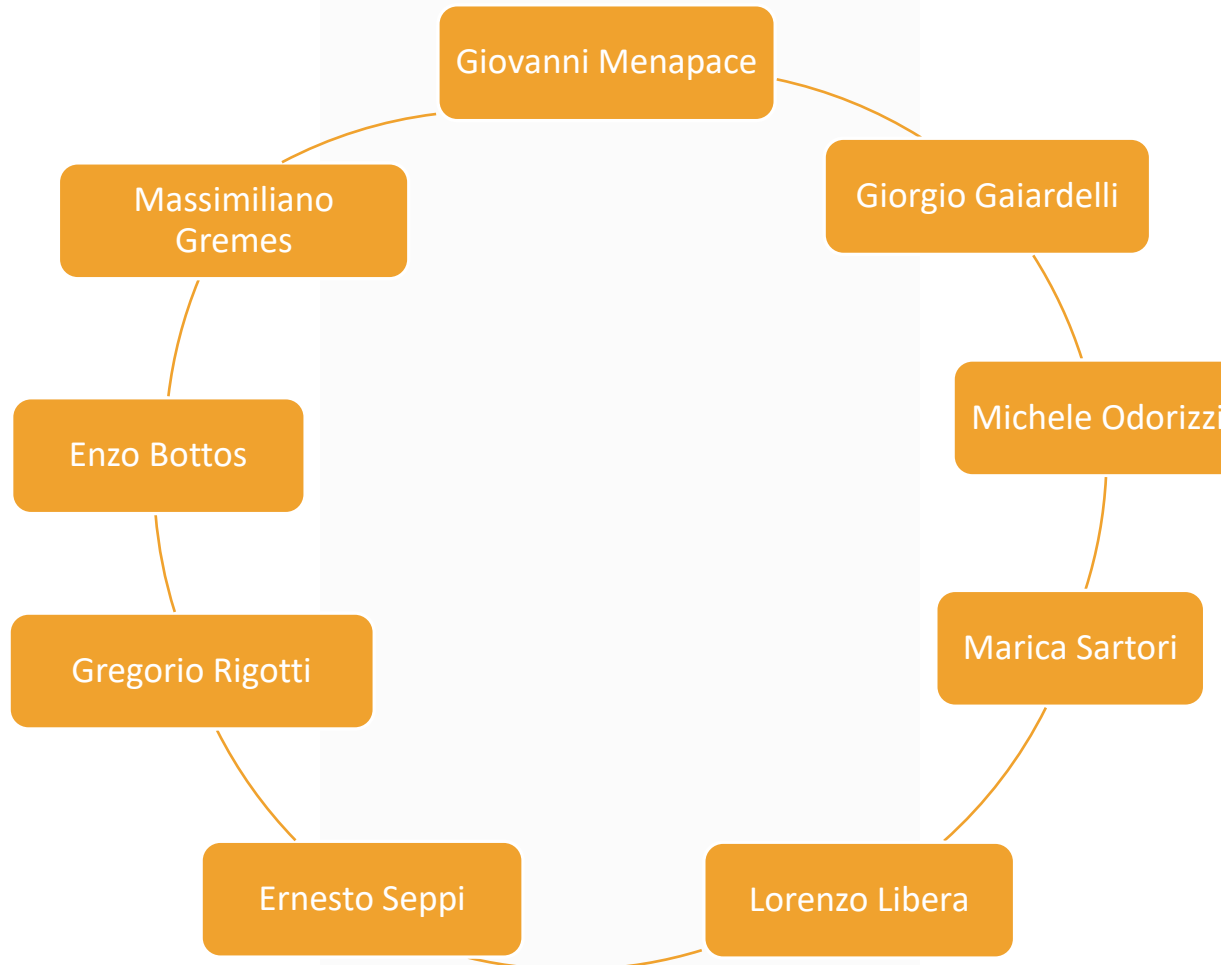 Giovanni Menapace
Giorgio Gaiardelli
Michele Odorizzi
Marica Sartori
Lorenzo Libera
Ernesto Seppi
Gregorio Rigotti
Enzo Bottos
Massimiliano
Gremes